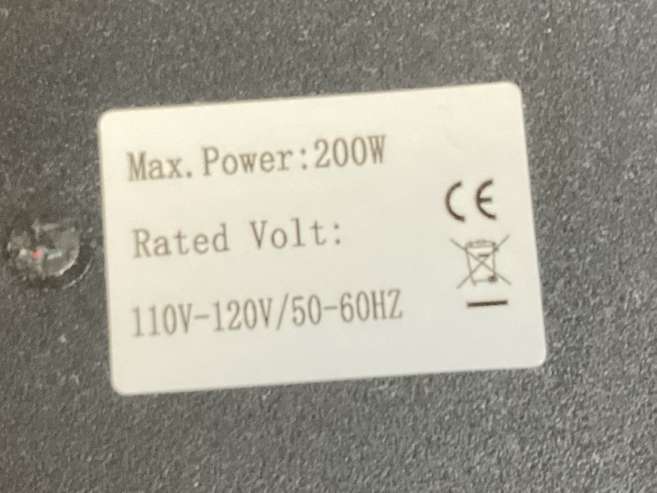 Max. Power:200W
Rated Volt:
110V-120V/50-60HZ
CE